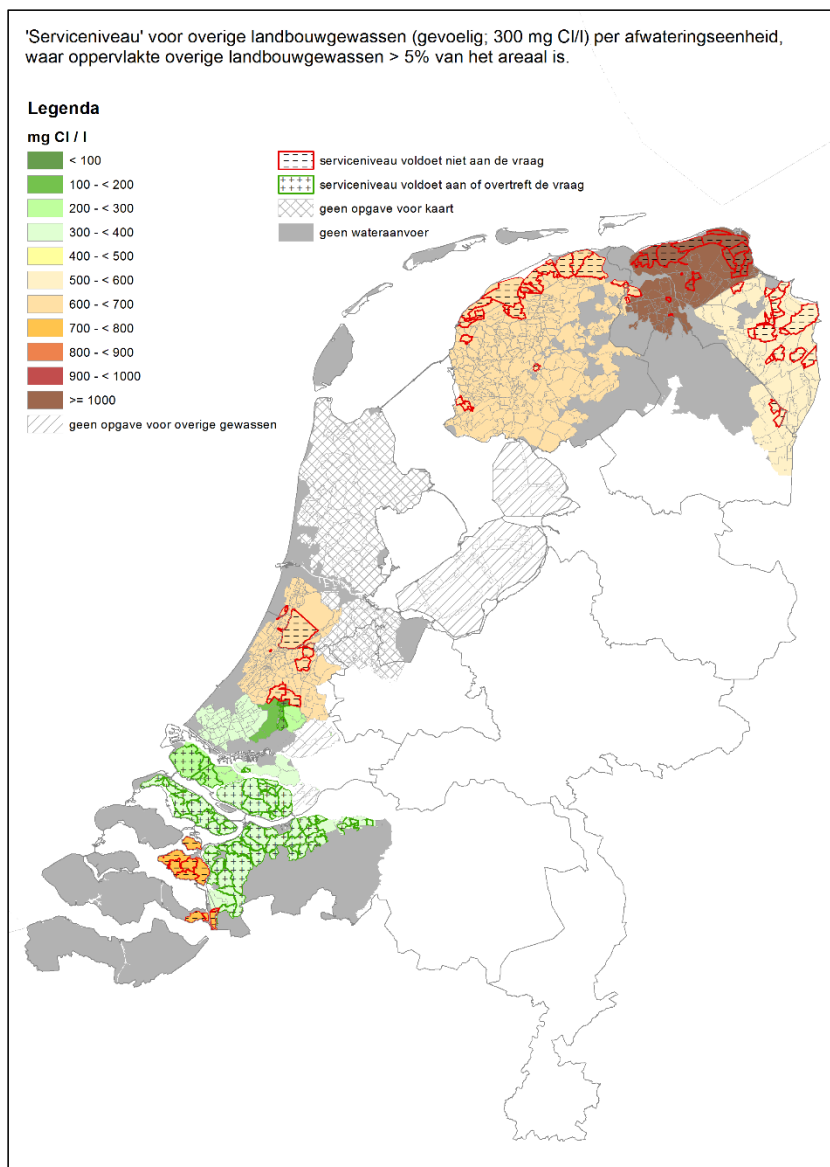 'Serviceniveau' voor overige landbouwgewassen (gevoelig; 300 mg Cl/l) per afwateringseenheid,
waar oppervlakte overige landbouwgewassen > 5% van het areaal is.
Legenda
mg Cl / l
< 100
100 - < 200
200 - < 300
300 - < 400
400 - < 500
500 - < 600
600 - < 700
700 - < 800
800 - < 900
900 - < 1000
>= 1000
geen opgave voor overige gewassen
serviceniveau voldoet niet aan de vraag
serviceniveau voldoet aan of overtreft de vraag
geen opgave voor kaart
geen wateraanvoer